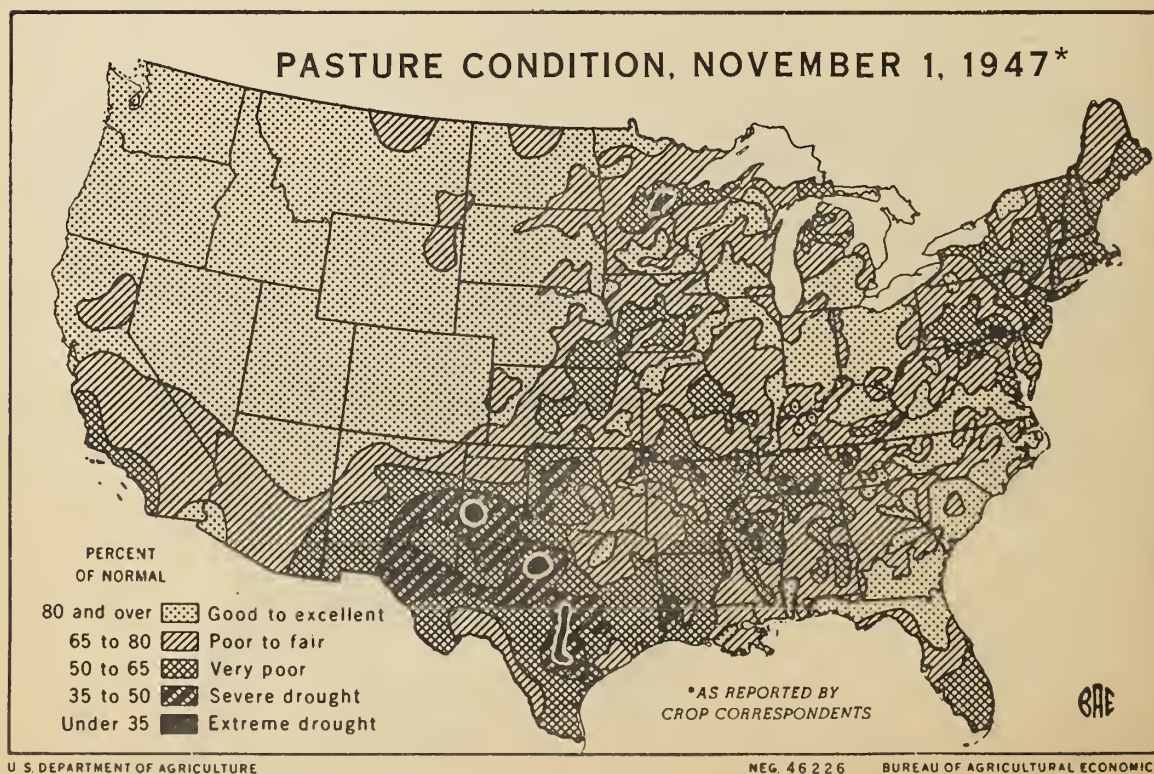 PASTURE CONDITION, NOVEMBER 1, 1947*
PERCENT
OF NORMAL
80 and over Good to excellent
65 to 80 Poor to fair
50 to 65 Very poor
35 to 50 Severe drought
Under 35 Extreme drought
*AS REPORTED BY
CROP CORRESPONDENTS
BAE
U S. DEPARTMENT OF AGRICULTURE NEG. 46226 BUREAU OF AGRICULTURAL ECONOMIC